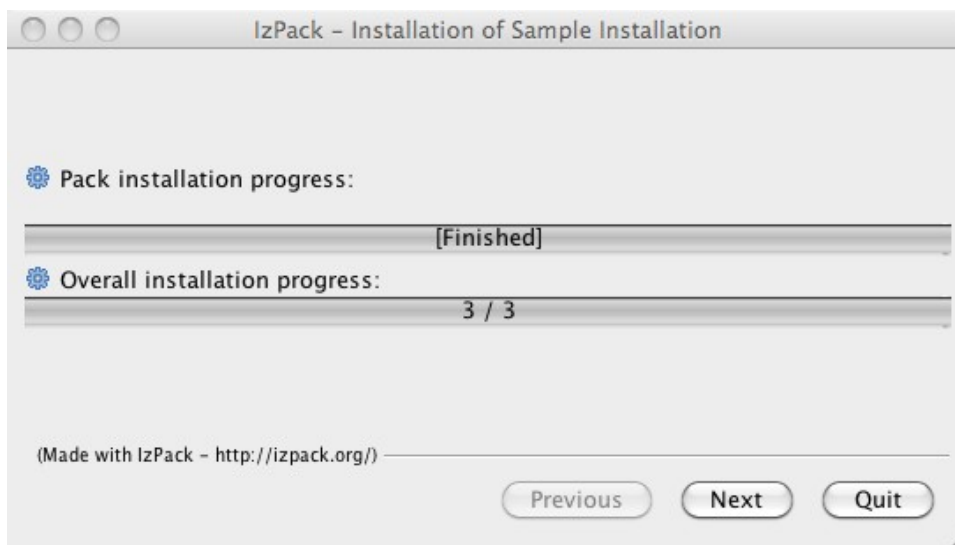 IzPack – Installation of Sample Installation
Pack installation progress:
[Finished]
Overall installation progress:
3 / 3
(Made with IzPack – http://izpack.org/)
Previous Next Quit